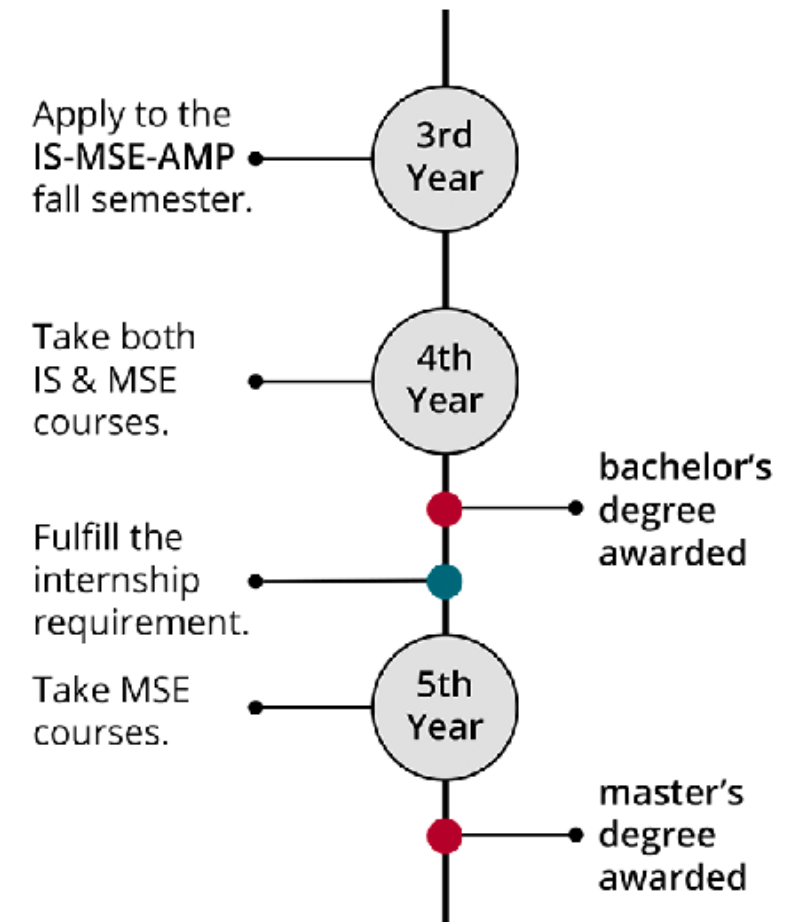 Apply to the
IS-MSE-AMP
fall semester.
3rd
Year
Take both
IS & MSE
courses.
4th
Year
bachelor's
degree
awarded
Fulfill the
internship
requirement.
Take MSE
courses.
5th
Year
master's
degree
awarded